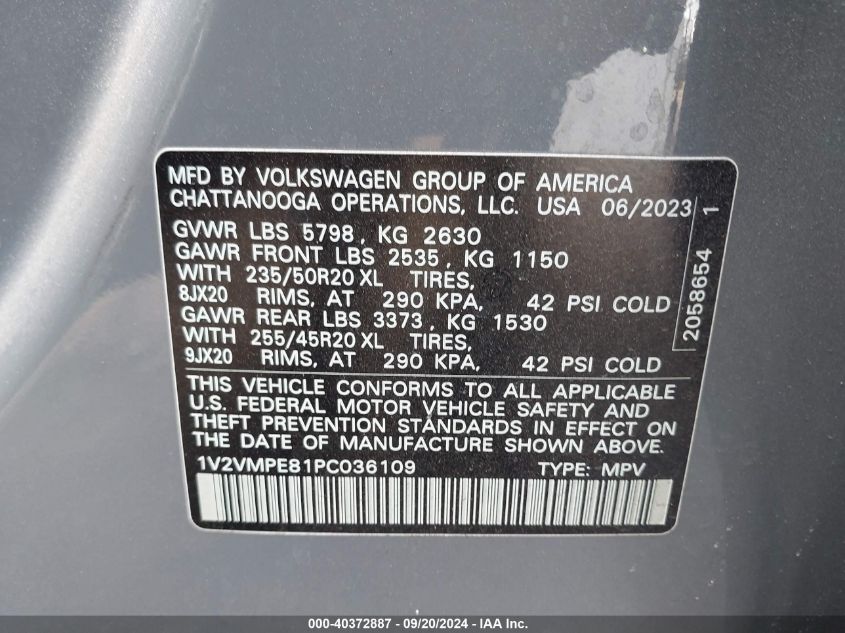 MFD BY VOLKSWAGEN GROUP OF AMERICA
CHATTANOOGA OPERATIONS, LLC. USA 06/2023
GVWR LBS 5798, KG 2630
GAWR FRONT LBS 2535, KG 1150
WITH 235/50R20 XL TIRES,
8JX20 RIMS, AT 290 KPA, 42 PSI COLD
GAWR REAR LBS 3373, KG 1530
WITH 255/45R20 XL TIRES,
9JX20 RIMS, AT 290 KPA, 42 PSI COLD
2058654 1
THIS VEHICLE CONFORMS TO ALL APPLICABLE
U.S. FEDERAL MOTOR VEHICLE SAFETY AND
THEFT PREVENTION STANDARDS IN EFFECT ON
THE DATE OF MANUFACTURE SHOWN ABOVE.
1V2VMPE81PC036109 TYPE: MPV
000-40372887 - 09/20/2024 - IAA Inc.